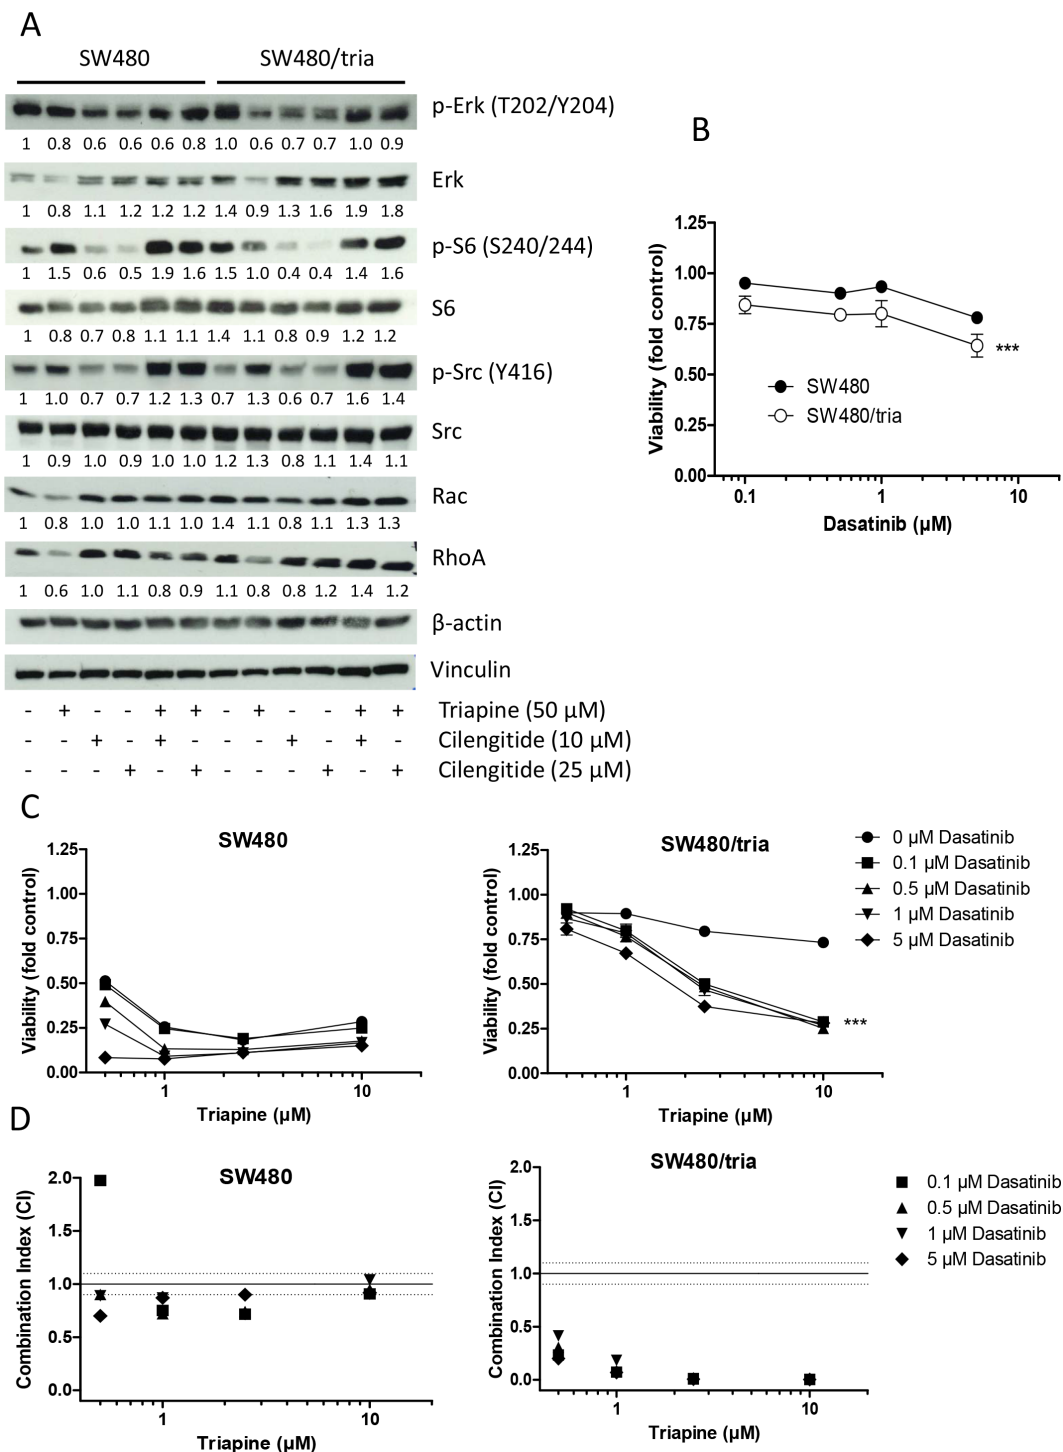 A
SW480 SW480/tria
p-Erk (T202/Y204)
1 0.8 0.6 0.6 0.6 0.8 1.0 0.6 0.7 0.7 1.0 0.9
Erk
1 0.8 1.1 1.2 1.2 1.2 1.4 0.9 1.3 1.6 1.9 1.8
p-S6 (S240/244)
1 1.5 0.6 0.5 1.9 1.6 1.5 1.0 0.4 0.4 1.4 1.6
S6
1 0.8 0.7 0.8 1.1 1.1 1.4 1.1 0.8 0.9 1.2 1.2
p-Src (Y416)
1 1.0 0.7 0.7 1.2 1.3 0.7 1.3 0.6 0.7 1.6 1.4
Src
1 0.9 1.0 0.9 1.0 1.0 1.2 1.3 0.8 1.1 1.4 1.1
Rac
1 0.8 1.0 1.0 1.1 1.0 1.4 1.1 0.8 1.1 1.3 1.3
RhoA
1 0.6 1.0 1.1 0.8 0.9 1.1 0.8 0.8 1.2 1.4 1.2
β-actin
Vinculin
- + - - + + - + - - + + Triapine (50 µM)
- - + - + - - - + - + - Cilengitide (10 µM)
- - - + - + - - - + - + Cilengitide (25 µM)
B
1.25
1.00
0.75
0.50
0.25
0.00
Viability (fold control)
***
SW480
SW480/tria
0.1 1 10
Dasatinib (µM)
C
SW480
1.25
1.00
0.75
0.50
0.25
0.00
Viability (fold control)
1 10
Triapine (µM)
SW480/tria
1.25
1.00
0.75
0.50
0.25
0.00
Viability (fold control)
***
1 10
Triapine (µM)
0 µM Dasatinib
0.1 µM Dasatinib
0.5 µM Dasatinib
1 µM Dasatinib
5 µM Dasatinib
D
SW480
2.0
1.5
1.0
0.5
0.0
Combination Index (CI)
1 10
Triapine (µM)
SW480/tria
2.0
1.5
1.0
0.5
0.0
Combination Index (CI)
1 10
Triapine (µM)
0.1 µM Dasatinib
0.5 µM Dasatinib
1 µM Dasatinib
5 µM Dasatinib